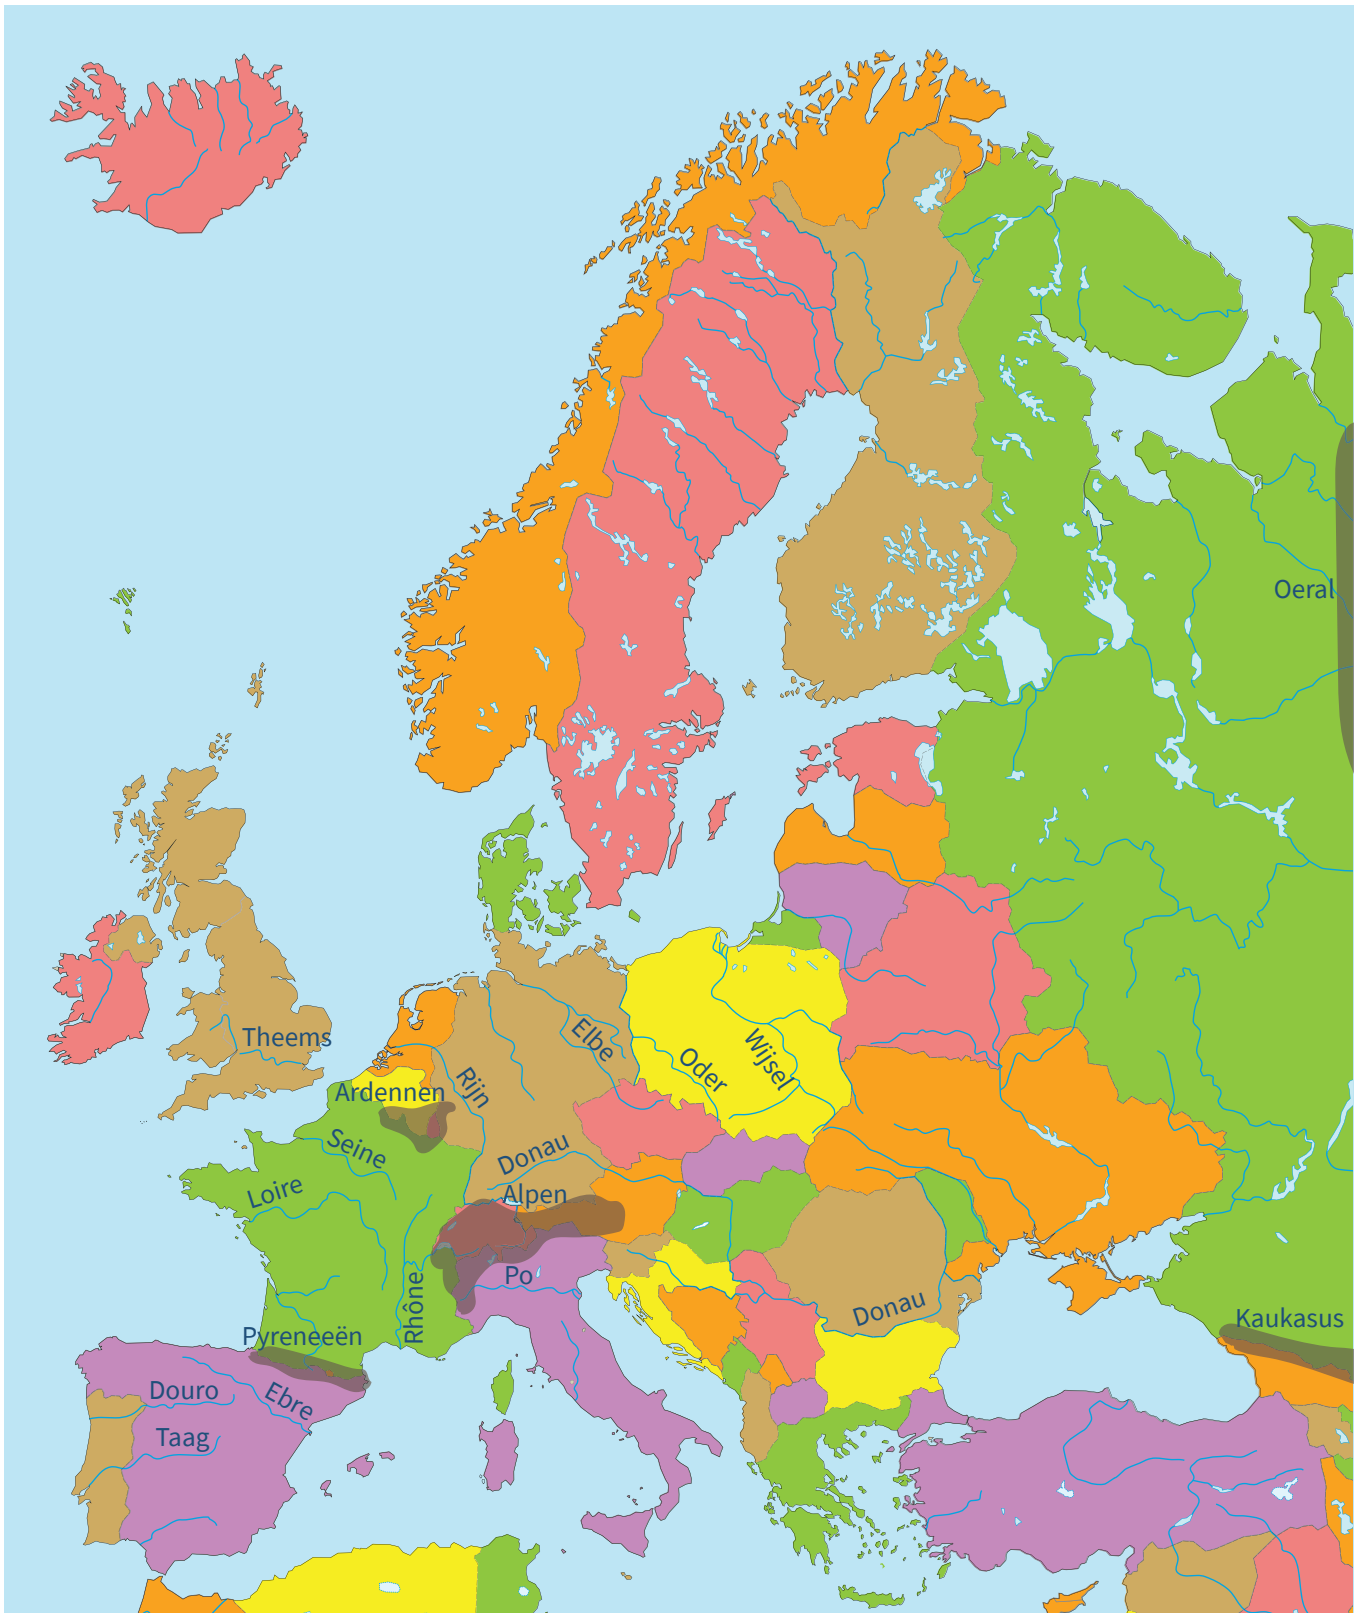 Oeral
Theems
Elbe
Wijsel
Oder
Rijn
Ardennen
Seine
Donau
Loire
Alpen
Po
Rhône
Donau
Kaukasus
Pyreneeën
Douro
Ebre
Taag